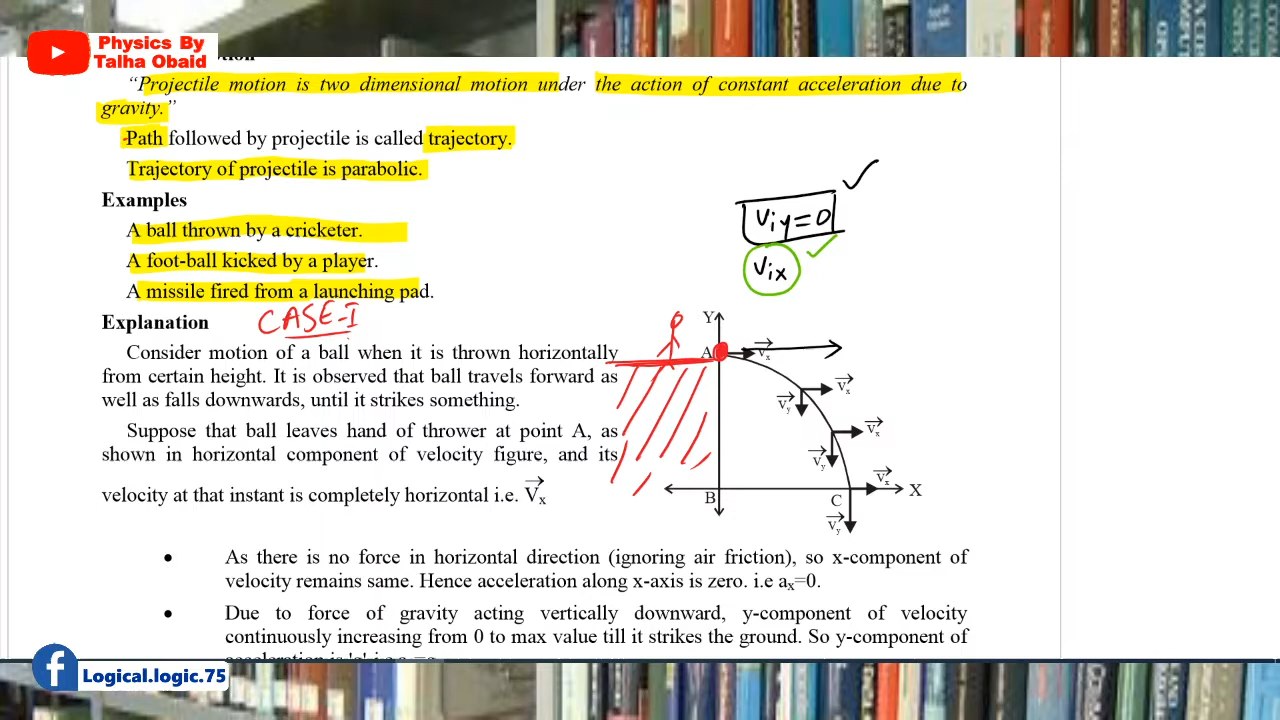 Physics By
Talha Obaid
“Projectile motion is two dimensional motion under the action of constant acceleration due to
gravity.”
Path followed by projectile is called trajectory.
Trajectory of projectile is parabolic.
Examples
A ball thrown by a cricketer.
A foot-ball kicked by a player.
A missile fired from a launching pad.
Explanation CASE-I
Consider motion of a ball when it is thrown horizontally
from certain height. It is observed that ball travels forward as
well as falls downwards, until it strikes something.
Suppose that ball leaves hand of thrower at point A, as
shown in horizontal component of velocity figure, and its
velocity at that instant is completely horizontal i.e. V⃗x
viy=0
vix
Y
A v⃗x
v⃗x
v⃗y
v⃗x
v⃗y
v⃗x
B C X
v⃗y
• As there is no force in horizontal direction (ignoring air friction), so x-component of
velocity remains same. Hence acceleration along x-axis is zero. i.e ax=0.
• Due to force of gravity acting vertically downward, y-component of velocity
continuously increasing from 0 to max value till it strikes the ground. So y-component of
f Logical.logic.75